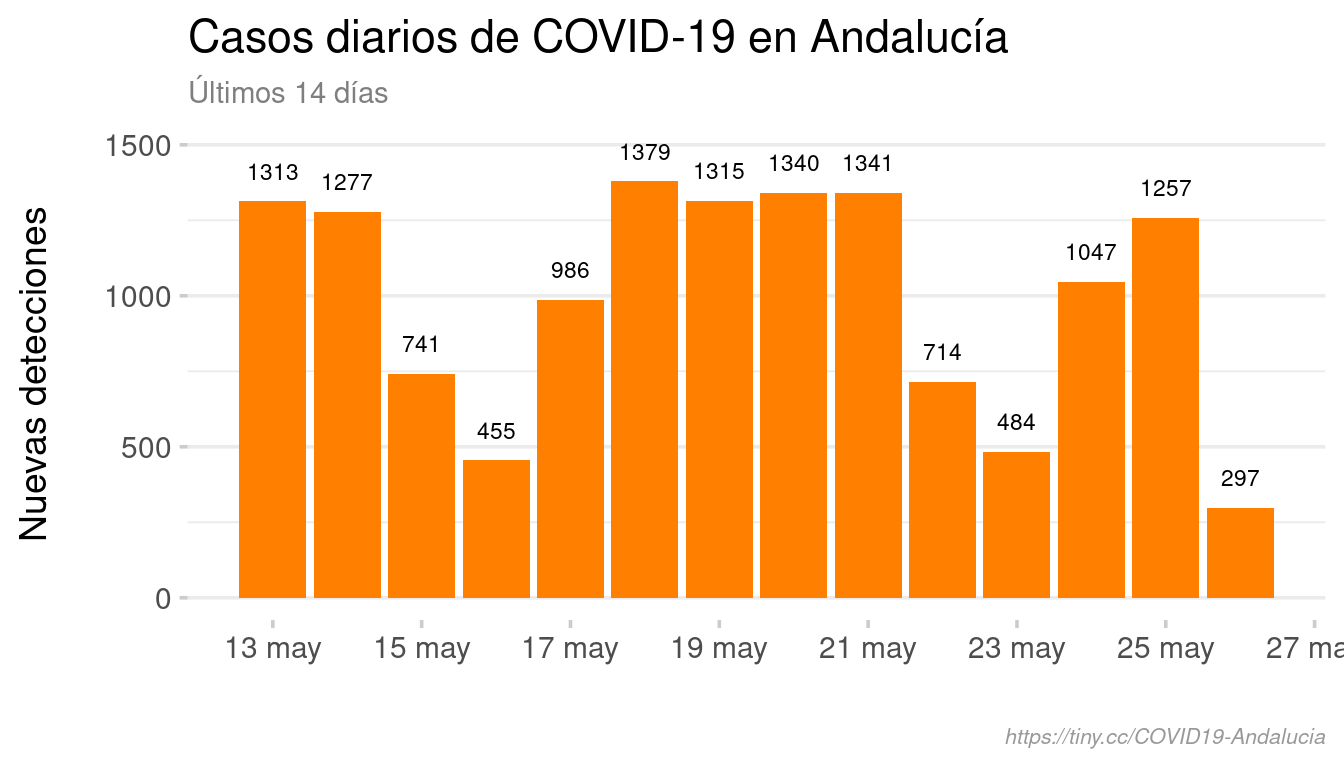 Casos diarios de COVID-19 en Andalucía
Últimos 14 días
Nuevas detecciones
1500
1000
500
0
1313
1277
741
455
986
1379
1315
1340
1341
714
484
1047
1257
297
13 may
15 may
17 may
19 may
21 may
23 may
25 may
27 ma
https://tiny.cc/COVID19-Andalucia